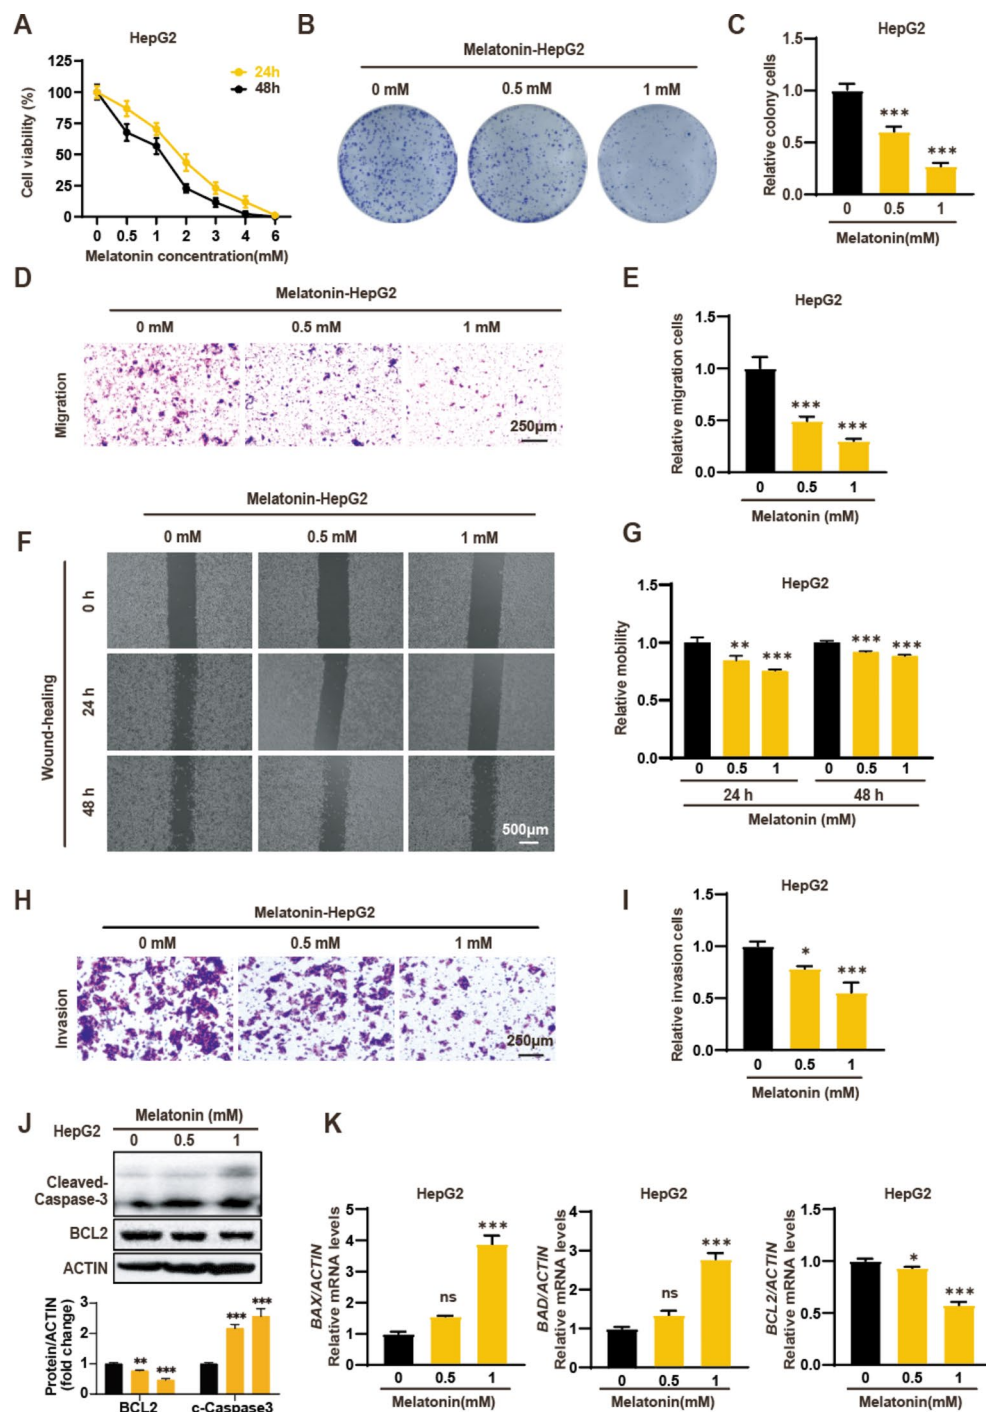 A
HepG2
Cell viability (%)
125
100
75
50
25
0
24h
48h
0 0.5 1 2 3 4 6
Melatonin concentration(mM)
B
Melatonin-HepG2
0 mM 0.5 mM 1 mM
C
HepG2
Relative colony cells
1.5
1.0
0.5
0.0
***
***
0 0.5 1
Melatonin(mM)
D
Melatonin-HepG2
0 mM 0.5 mM 1 mM
Migration
250μm
E
HepG2
Relative migration cells
1.5
1.0
0.5
0.0
***
***
0 0.5 1
Melatonin (mM)
F
Melatonin-HepG2
0 mM 0.5 mM 1 mM
Wound-healing
0 h
24 h
48 h
500μm
G
HepG2
Relative mobility
1.5
1.0
0.5
0.0
** *** *** ***
0 0.5 1 0 0.5 1
24 h 48 h
Melatonin (mM)
H
Melatonin-HepG2
0 mM 0.5 mM 1 mM
Invasion
250μm
I
HepG2
Relative invasion cells
1.5
1.0
0.5
0.0
*
***
0 0.5 1
Melatonin (mM)
J
Melatonin (mM)
HepG2 0 0.5 1
Cleaved-
Caspase-3
BCL2
ACTIN
Protein/ACTIN
(fold change)
3
2
1
0
** *** *** ***
BCL2 c-Caspase3
K
HepG2
BAX/ACTIN
Relative mRNA levels
5
4
3
2
1
0
ns
***
0 0.5 1
Melatonin(mM)
HepG2
BAD/ACTIN
Relative mRNA levels
4
2
0
ns
***
0 0.5 1
Melatonin(mM)
HepG2
BCL2/ACTIN
Relative mRNA levels
1.5
1.0
0.5
0.0
*
***
0 0.5 1
Melatonin(mM)